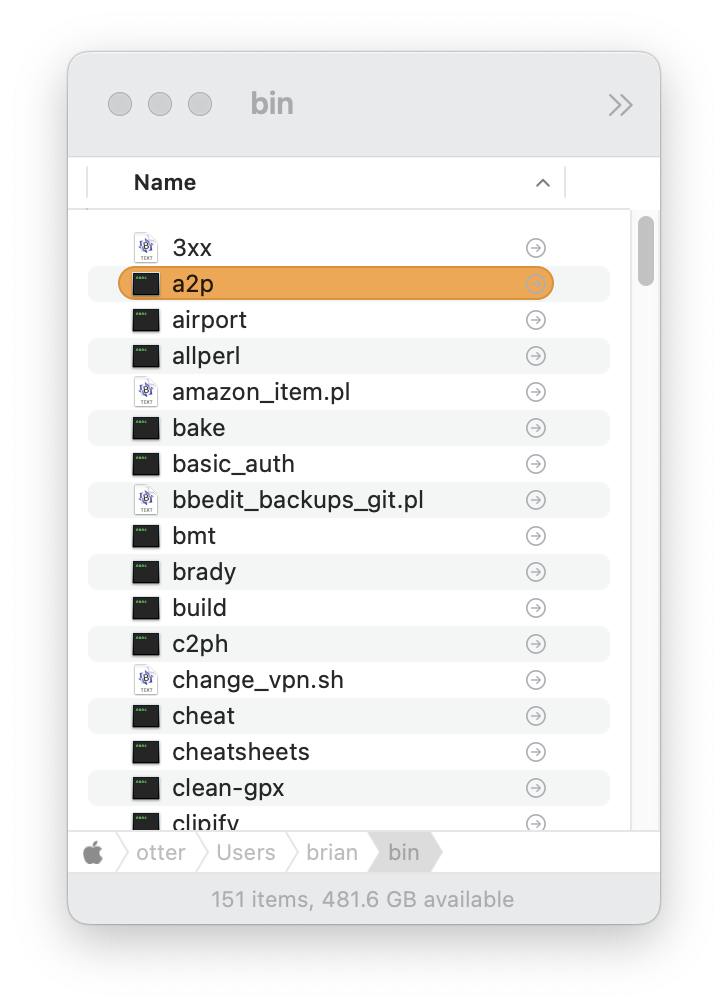 bin
Name
3xx
a2p
airport
allperl
amazon_item.pl
bake
basic_auth
bbedit_backups_git.pl
bmt
brady
build
c2ph
change_vpn.sh
cheat
cheatsheets
clean-gpx
clipify
otter Users brian bin
151 items, 481.6 GB available